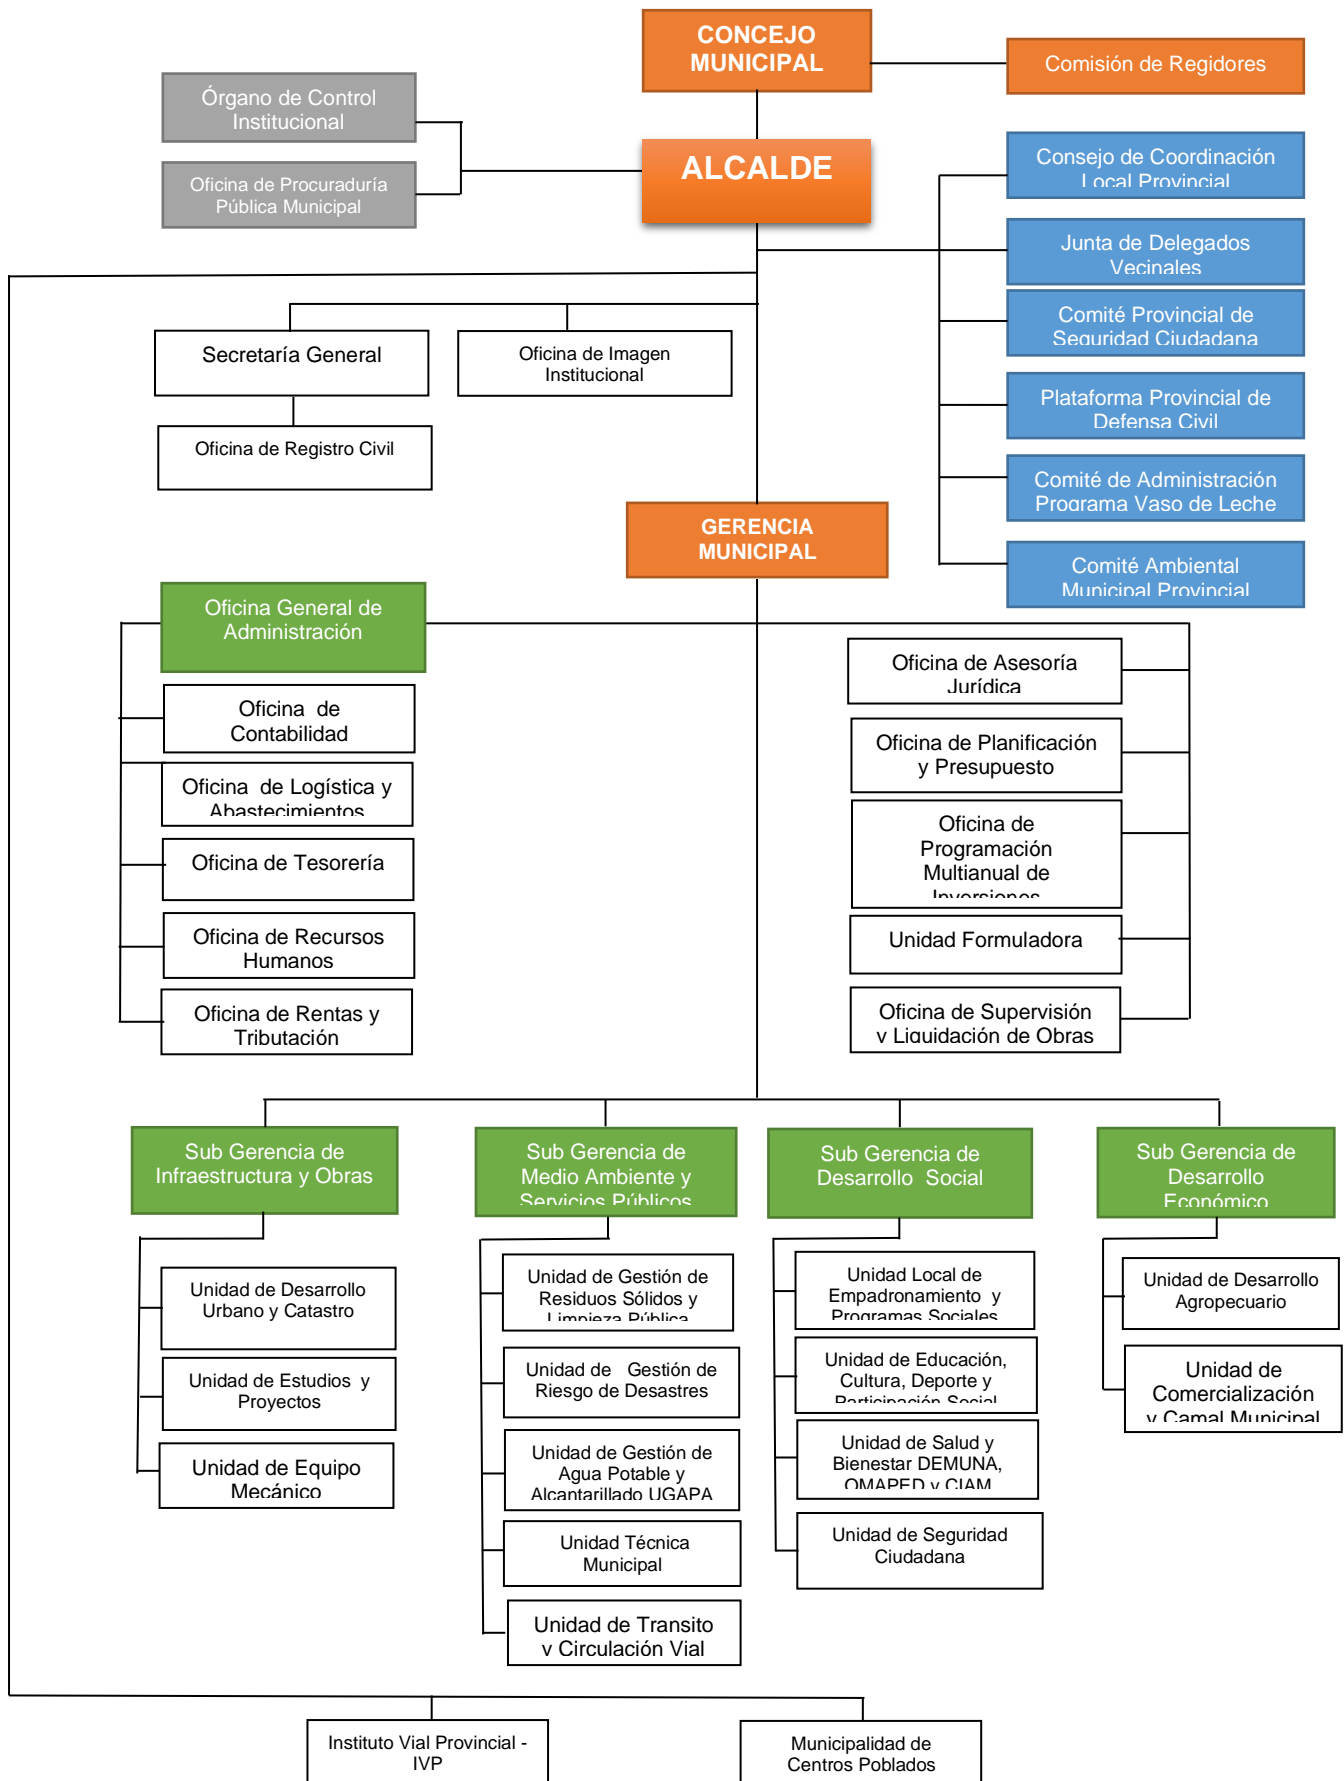 CONCEJO
MUNICIPAL
Comisión de Regidores
Órgano de Control
Institucional
Oficina de Procuraduría
Pública Municipal
ALCALDE
Consejo de Coordinación
Local Provincial
Junta de Delegados
Vecinales
Comité Provincial de
Seguridad Ciudadana
Plataforma Provincial de
Defensa Civil
Comité de Administración
Programa Vaso de Leche
Comité Ambiental
Municipal Provincial
Secretaría General
Oficina de Imagen
Institucional
Oficina de Registro Civil
GERENCIA
MUNICIPAL
Oficina General de
Administración
Oficina de
Contabilidad
Oficina de Logística y
Abastecimientos
Oficina de Tesorería
Oficina de Recursos
Humanos
Oficina de Rentas y
Tributación
Oficina de Asesoría
Jurídica
Oficina de Planificación
y Presupuesto
Oficina de
Programación
Multianual de
Inversiones
Unidad Formuladora
Oficina de Supervisión
y Liquidación de Obras
Sub Gerencia de
Infraestructura y Obras
Unidad de Desarrollo
Urbano y Catastro
Unidad de Estudios y
Proyectos
Unidad de Equipo
Mecánico
Sub Gerencia de
Medio Ambiente y
Servicios Públicos
Unidad de Gestión de
Residuos Sólidos y
Limpieza Pública
Unidad de Gestión de
Riesgo de Desastres
Unidad de Gestión de
Agua Potable y
Alcantarillado UGAPA
Unidad Técnica
Municipal
Unidad de Transito
y Circulación Vial
Sub Gerencia de
Desarrollo Social
Unidad Local de
Empadronamiento y
Programas Sociales
Unidad de Educación,
Cultura, Deporte y
Participación Social
Unidad de Salud y
Bienestar DEMUNA,
OMAPED y CIAM
Unidad de Seguridad
Ciudadana
Sub Gerencia de
Desarrollo
Económico
Unidad de Desarrollo
Agropecuario
Unidad de
Comercialización
y Camal Municipal
Instituto Vial Provincial -
IVP
Municipalidad de
Centros Poblados